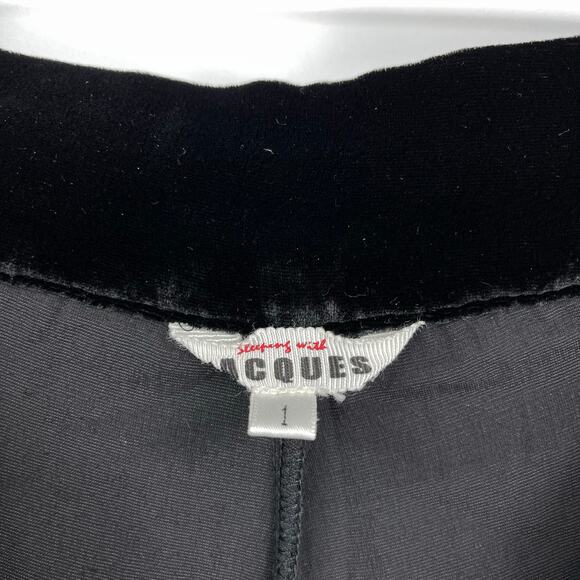 Sleeping with
ACQUES
1